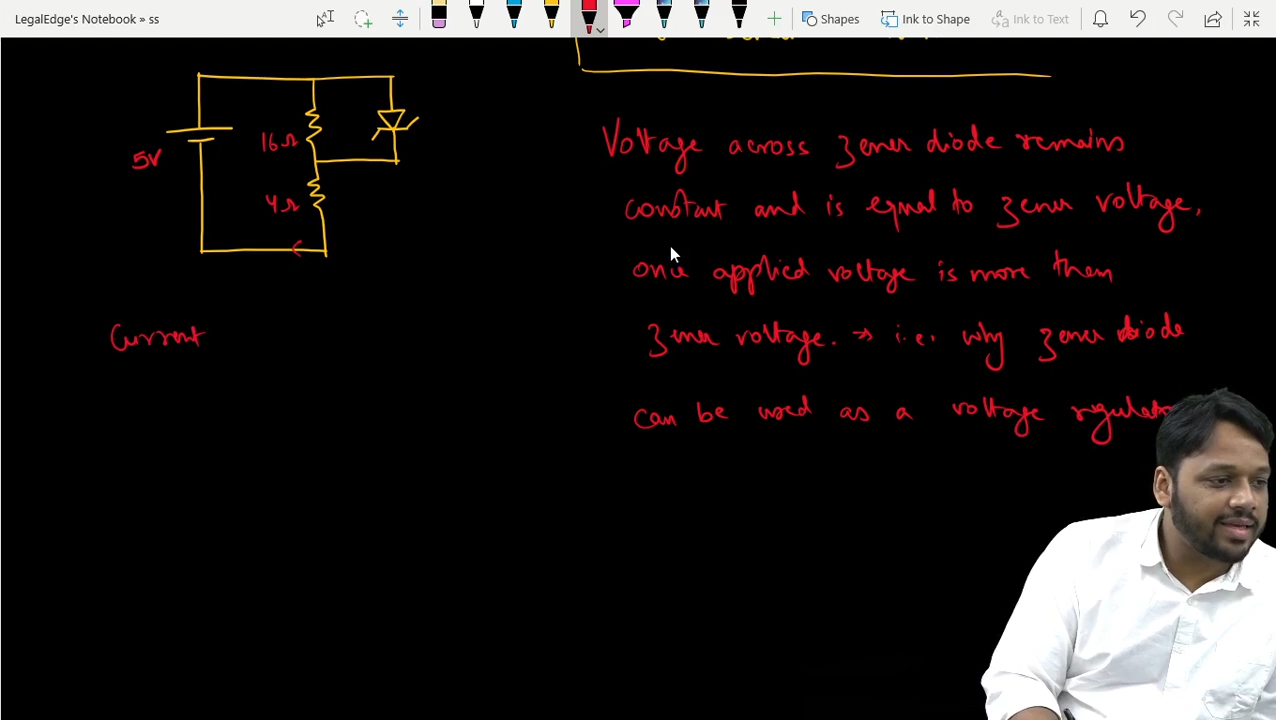 LegalEdge's Notebook » ss
Shapes
Ink to Shape
Ink to Text
16Ω
5V
4Ω
Current
Voltage across zener diode remains
constant and is equal to zener voltage,
once applied voltage is more them
zener voltage. → i.e. why zener diode
can be used as a voltage regulator